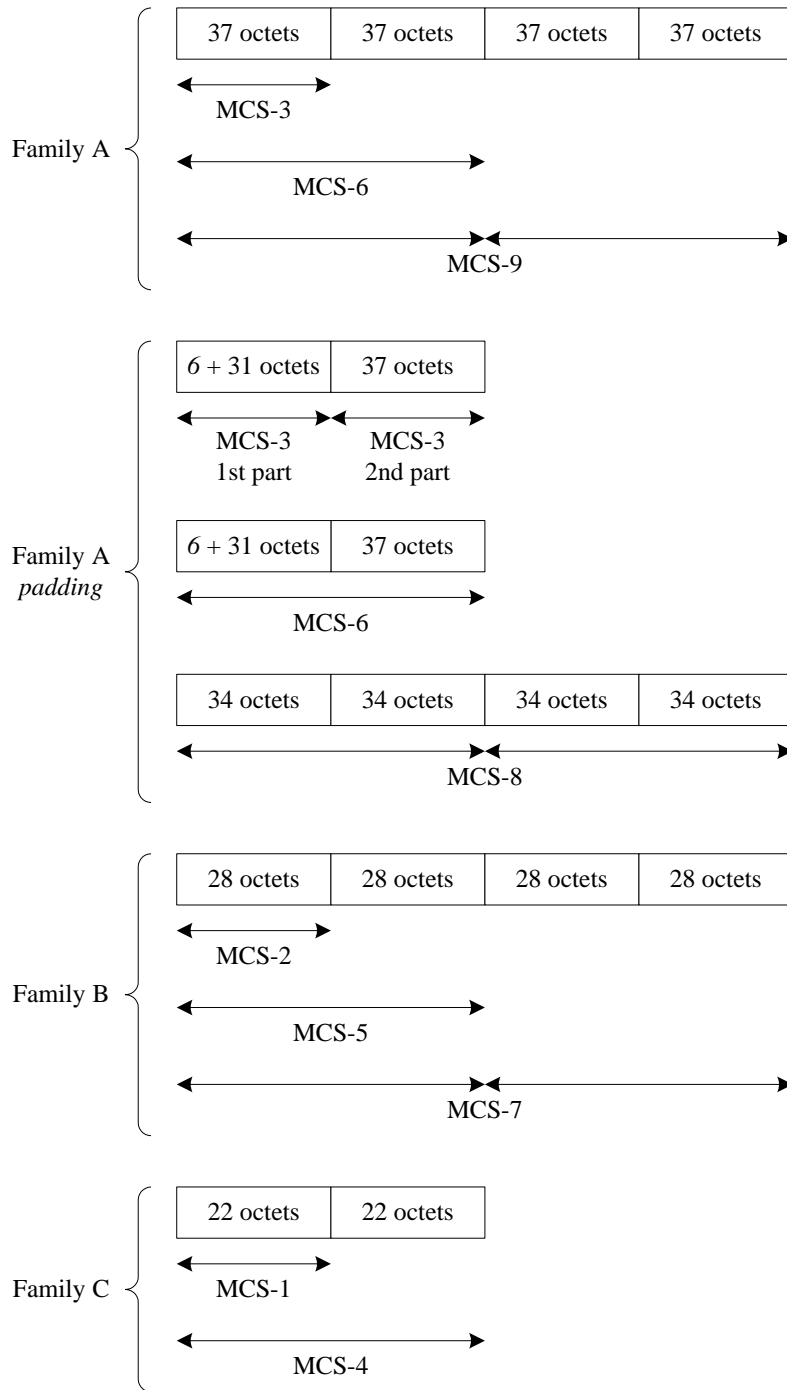 37 octets 37 octets 37 octets 37 octets
MCS-3
Family A
MCS-6
MCS-9
6 + 31 octets 37 octets
MCS-3 MCS-3
1st part 2nd part
6 + 31 octets 37 octets
Family A
padding
MCS-6
34 octets 34 octets 34 octets 34 octets
MCS-8
28 octets 28 octets 28 octets 28 octets
MCS-2
Family B
MCS-5
MCS-7
22 octets 22 octets
Family C
MCS-1
MCS-4